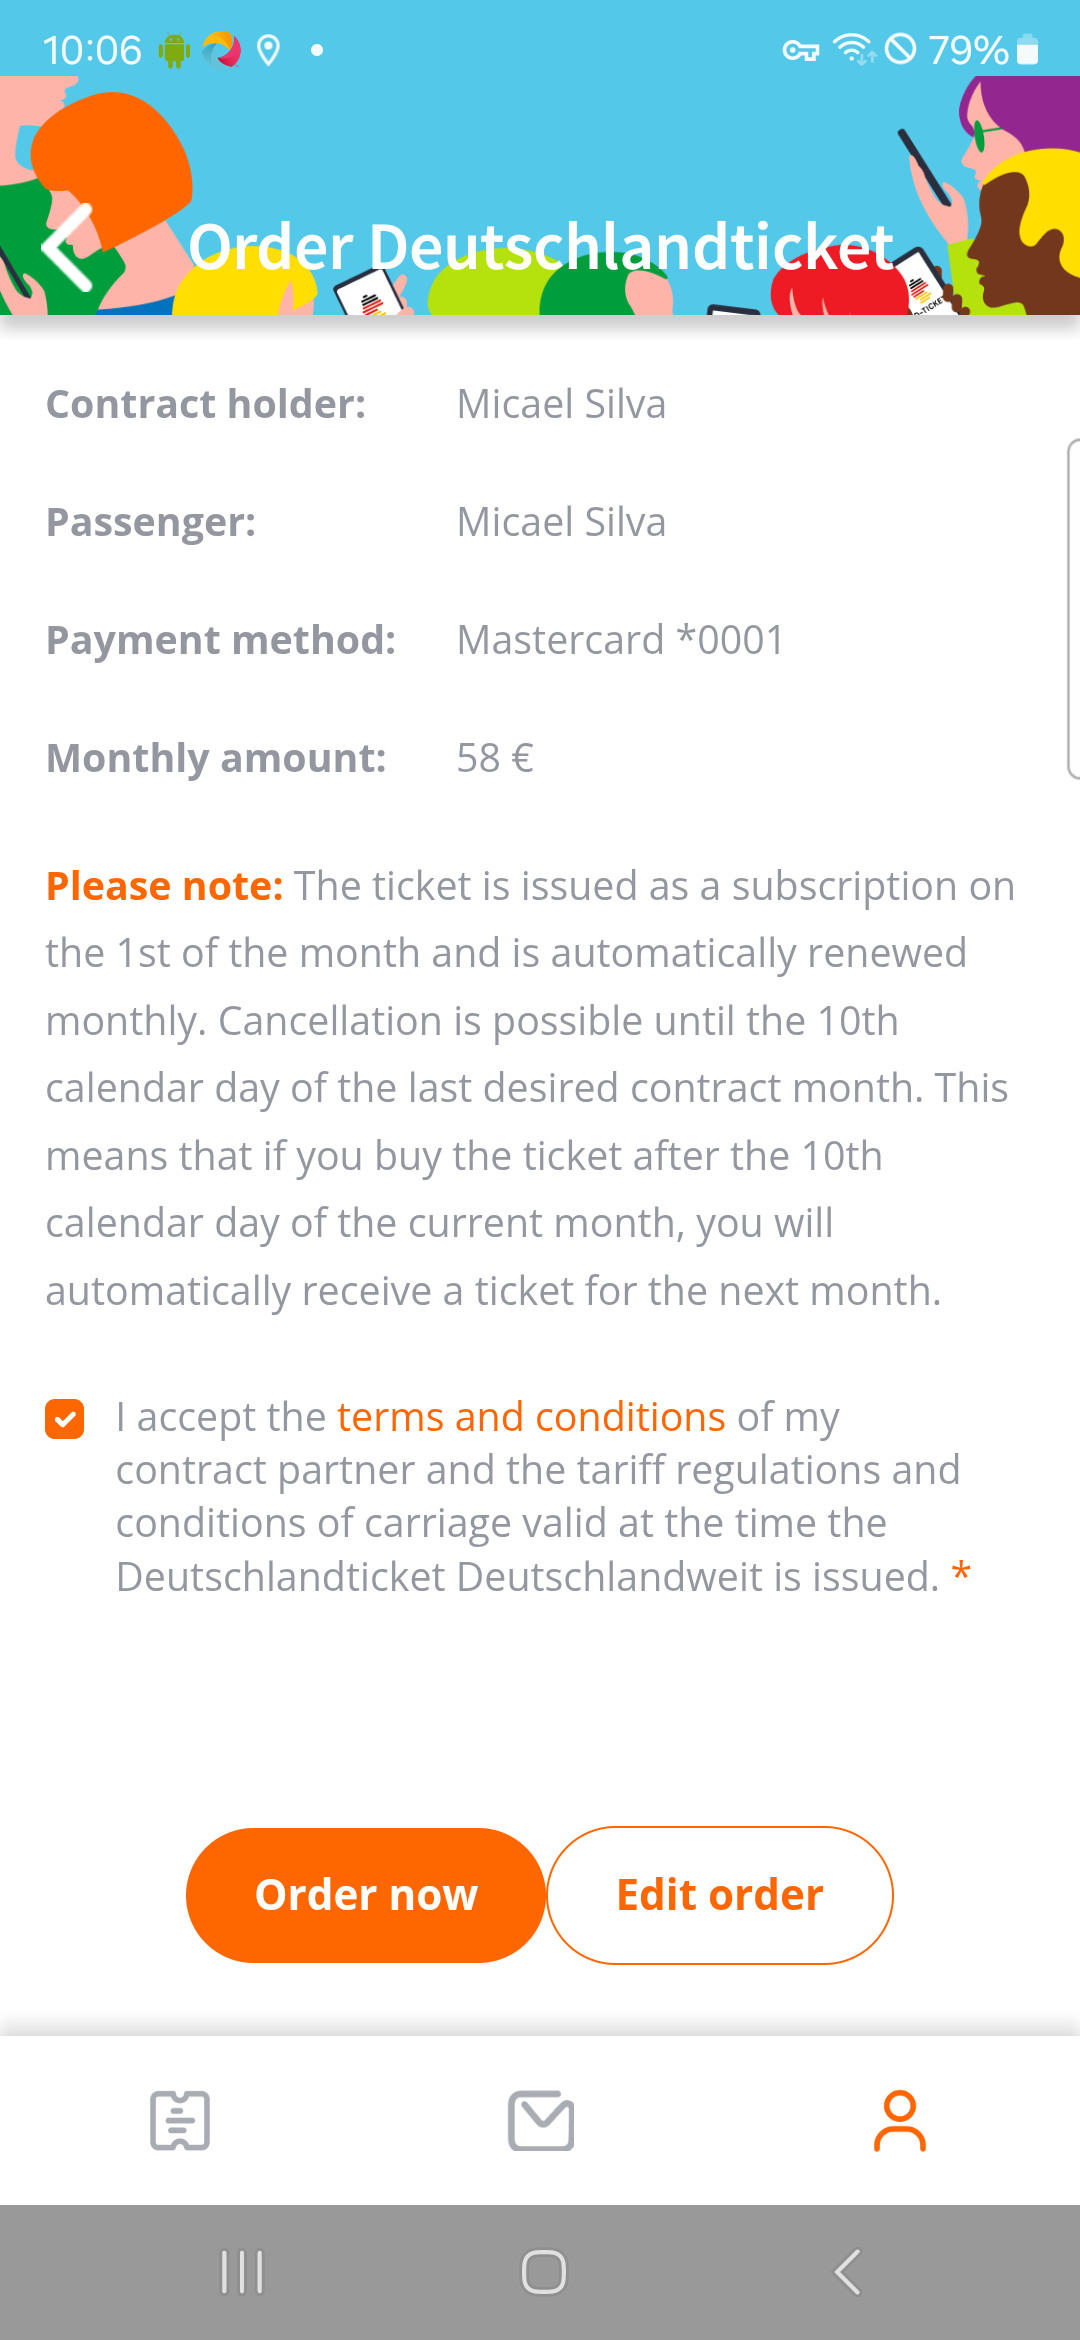 10:06
79%
Order Deutschlandticket
D-TICKET
Contract holder: Micael Silva
Passenger: Micael Silva
Payment method: Mastercard *0001
Monthly amount: 58 €
Please note: The ticket is issued as a subscription on
the 1st of the month and is automatically renewed
monthly. Cancellation is possible until the 10th
calendar day of the last desired contract month. This
means that if you buy the ticket after the 10th
calendar day of the current month, you will
automatically receive a ticket for the next month.
I accept the terms and conditions of my
contract partner and the tariff regulations and
conditions of carriage valid at the time the
Deutschlandticket Deutschlandweit is issued. *
Order now
Edit order